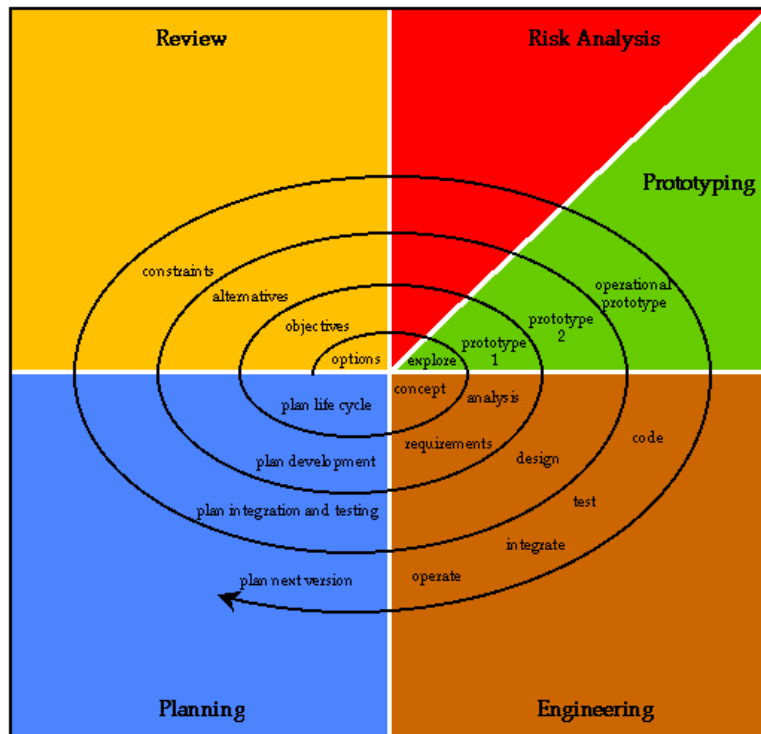 Review
Risk Analysis
Prototyping
constraints
alternatives
objectives
options
operational
prototype
prototype
2
prototype
1
explore
concept
analysis
requirements
design
code
test
integrate
operate
plan life cycle
plan development
plan integration and testing
plan next version
Planning
Engineering